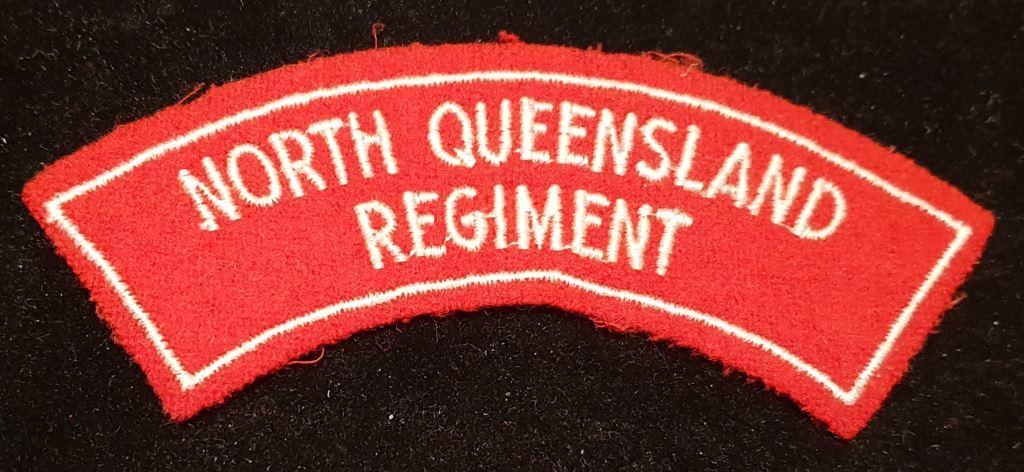 NORTH QUEENSLAND
REGIMENT